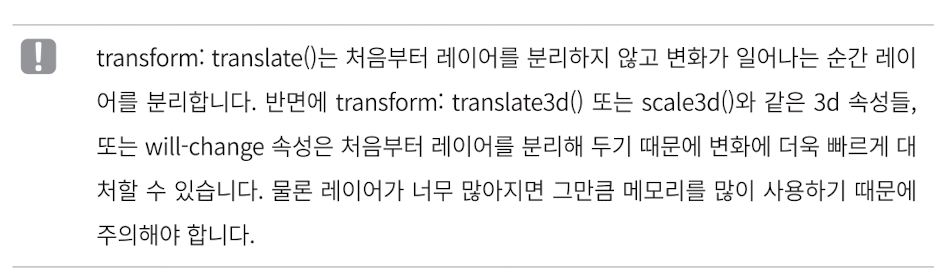 !
transform: translate()는 처음부터 레이어를 분리하지 않고 변화가 일어나는 순간 레이
어를 분리합니다. 반면에 transform: translate3d() 또는 scale3d()와 같은 3d 속성들,
또는 will-change 속성은 처음부터 레이어를 분리해 두기 때문에 변화에 더욱 빠르게 대
처할 수 있습니다. 물론 레이어가 너무 많아지면 그만큼 메모리를 많이 사용하기 때문에
주의해야 합니다.